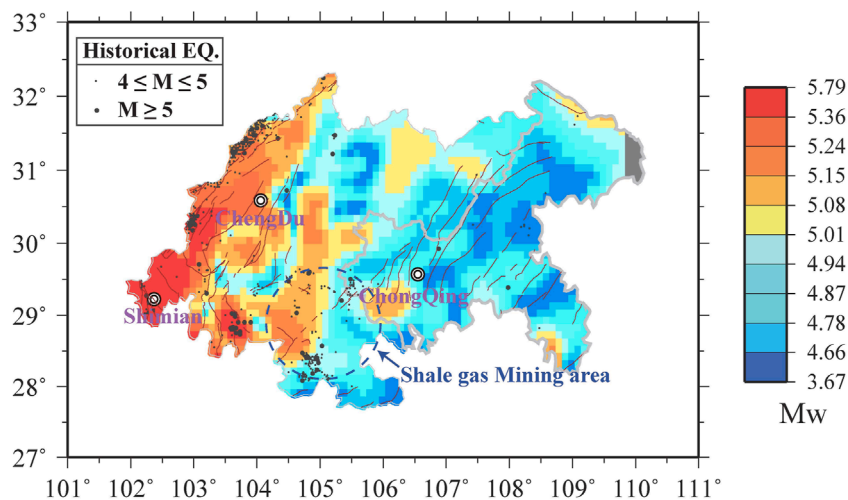 33°
32°
31°
30°
29°
28°
27°
Historical EQ.
4 ≤ M ≤ 5
M ≥ 5
ChengDu
Shimian
ChongQing
Shale gas Mining area
101° 102° 103° 104° 105° 106° 107° 108° 109° 110° 111°
5.79
5.36
5.24
5.15
5.08
5.01
4.94
4.87
4.78
4.66
3.67
Mw